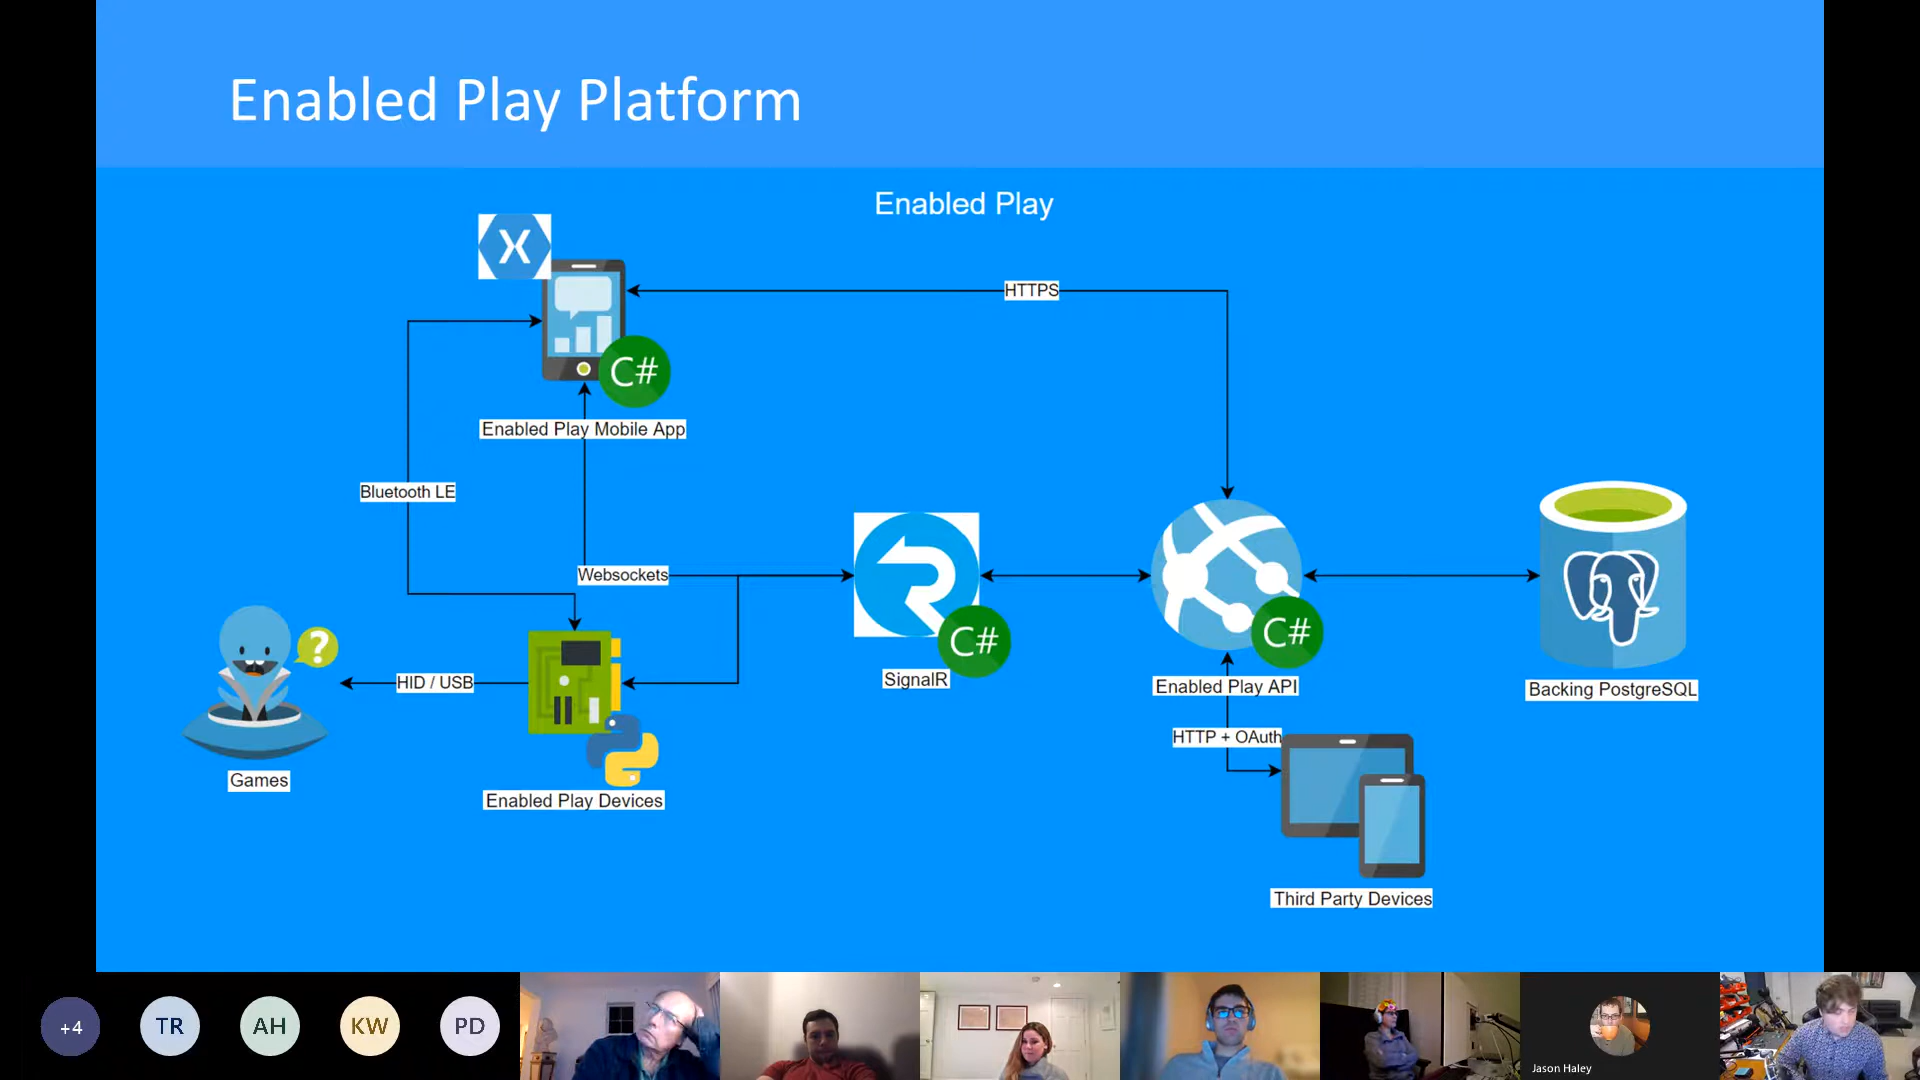 Enabled Play Platform
Enabled Play
X
HTTPS
C#
Enabled Play Mobile App
Bluetooth LE
Websockets
C#
C#
?
SignalR
HID / USB
Enabled Play API
Backing PostgreSQL
HTTP + OAuth
Games
Enabled Play Devices
Third Party Devices
+4
TR
AH
KW
PD
Jason Haley